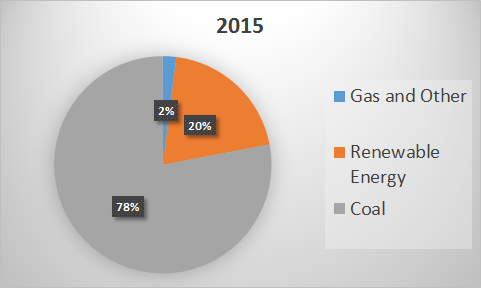 2015
2%
20%
78%
Gas and Other
Renewable
Energy
Coal